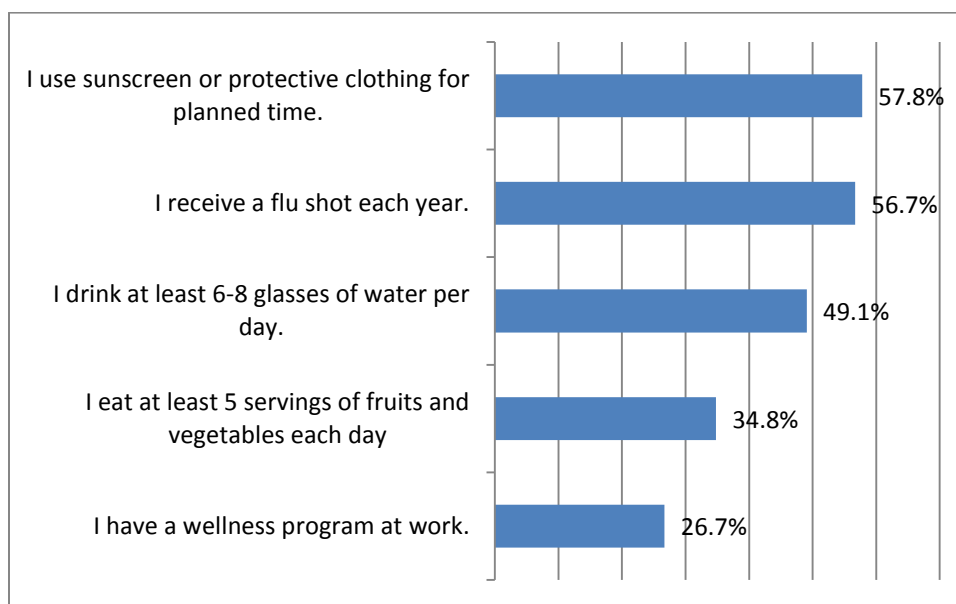 I use sunscreen or protective clothing for
planned time.
57.8%
I receive a flu shot each year.
56.7%
I drink at least 6-8 glasses of water per
day.
49.1%
I eat at least 5 servings of fruits and
vegetables each day
34.8%
I have a wellness program at work.
26.7%